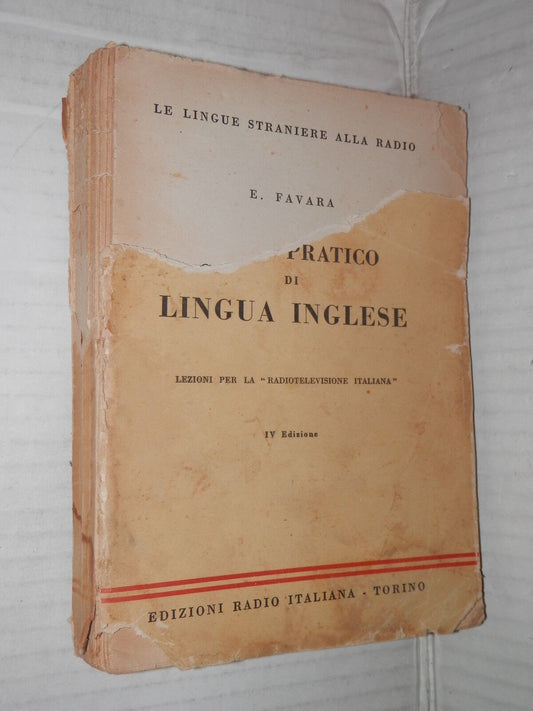 LE LINGUE STRANIERE ALLA RADIO
E. FAVARA
PRATICO
DI
LINGUA INGLESE
LEZIONI PER LA "RADIOTELEVISIONE ITALIANA"
IV Edizione
EDIZIONI RADIO ITALIANA - TORINO